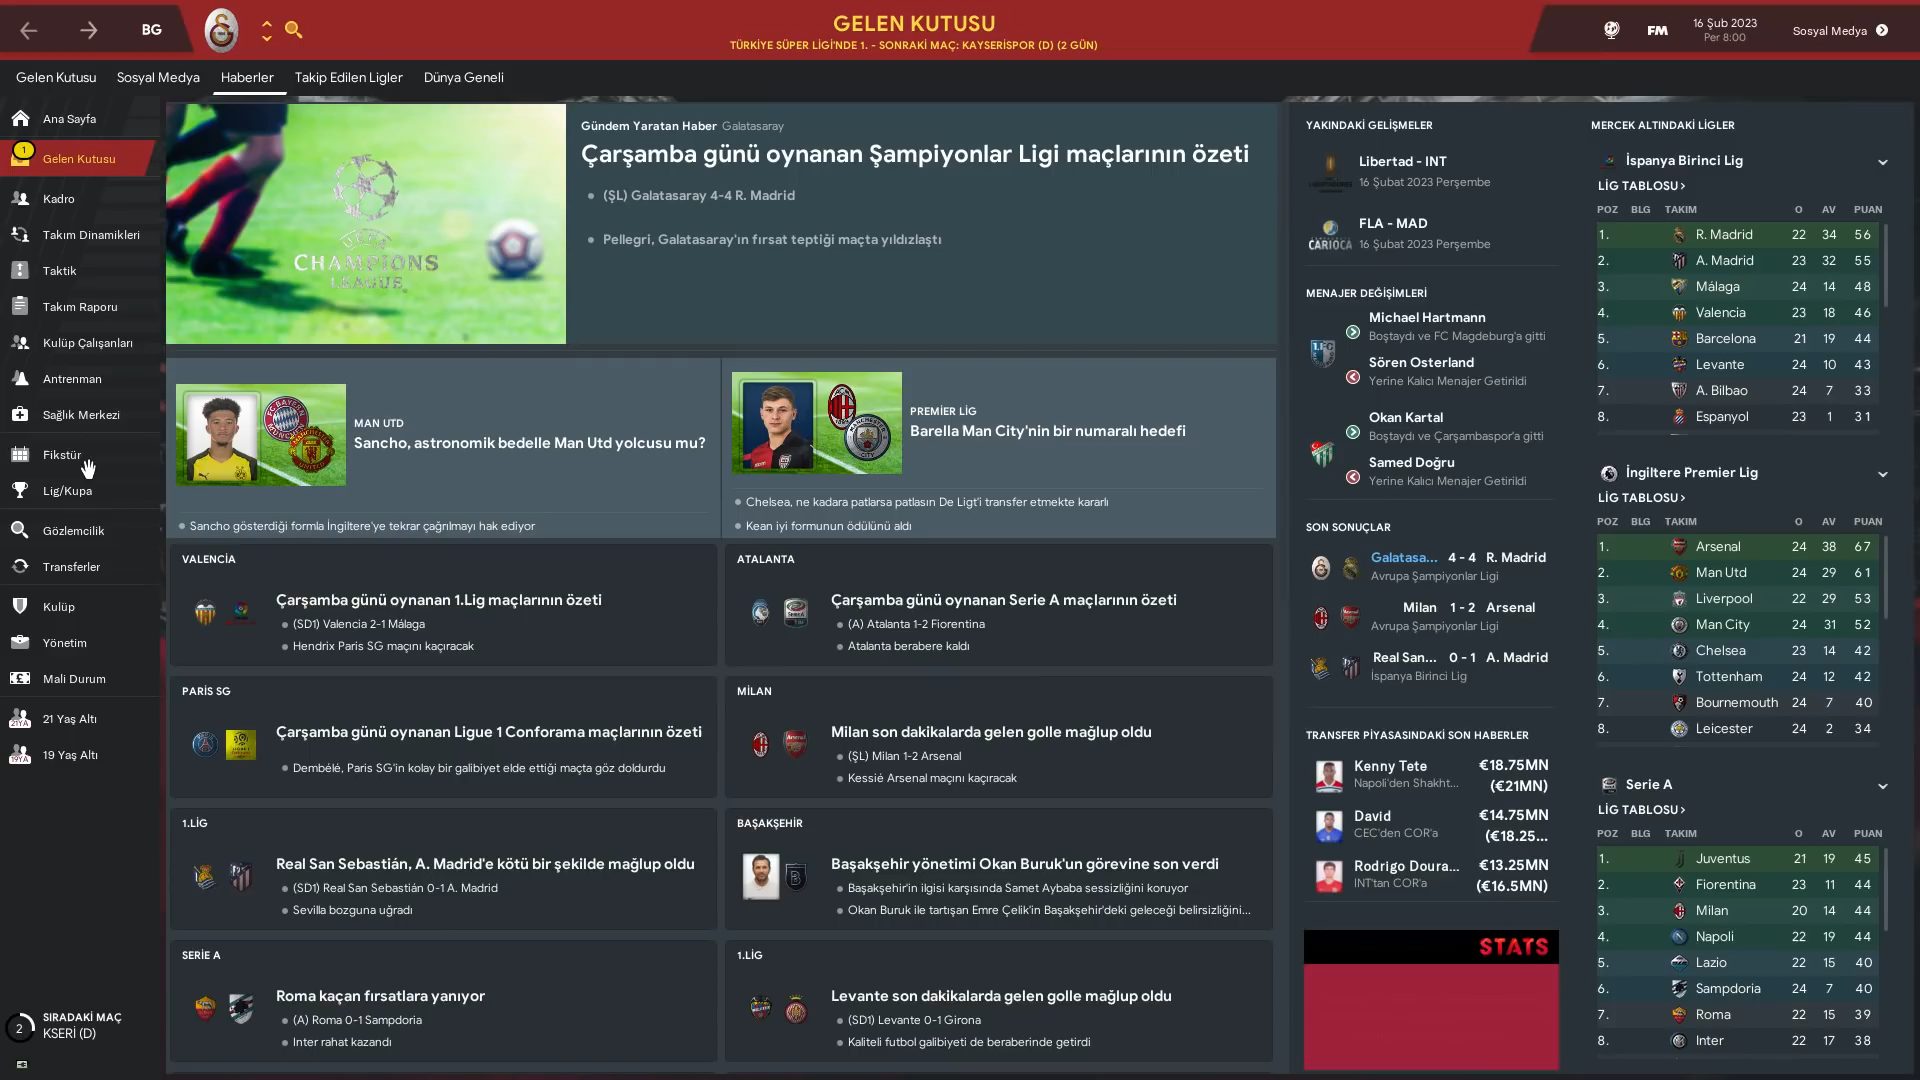 BG
GELEN KUTUSU
TÜRKİYE SÜPER LİGİ'NDE 1. - SONRAKİ MAÇ: KAYSERİSPOR (D) (2 GÜN)
FM
16 Şub 2023
Per 8:00
Sosyal Medya
Gelen Kutusu
Sosyal Medya
Haberler
Takip Edilen Ligler
Dünya Geneli
Ana Sayfa
1
Gelen Kutusu
Kadro
Takım Dinamikleri
Taktik
Takım Raporu
Kulüp Çalışanları
Antrenman
Sağlık Merkezi
Fikstür
Lig/Kupa
Gözlemcilik
Transferler
Kulüp
Yönetim
Mali Durum
21YA
21 Yaş Altı
19YA
19 Yaş Altı
2
SIRADAKİ MAÇ
KSERİ (D)
UEFA
CHAMPIONS
LEAGUE
Gündem Yaratan Haber Galatasaray
Çarşamba günü oynanan Şampiyonlar Ligi maçlarının özeti
(ŞL) Galatasaray 4-4 R. Madrid
Pellegri, Galatasaray'ın fırsat teptiği maçta yıldızlaştı
MAN UTD
Sancho, astronomik bedelle Man Utd yolcusu mu?
Sancho gösterdiği formla İngiltere'ye tekrar çağrılmayı hak ediyor
PREMİER LİG
Barella Man City'nin bir numaralı hedefi
Chelsea, ne kadara patlarsa patlasın De Ligt'i transfer etmekte kararlı
Kean iyi formunun ödülünü aldı
VALENCİA
Çarşamba günü oynanan 1.Lig maçlarının özeti
(SD1) Valencia 2-1 Málaga
Hendrix Paris SG maçını kaçıracak
ATALANTA
Çarşamba günü oynanan Serie A maçlarının özeti
(A) Atalanta 1-2 Fiorentina
Atalanta berabere kaldı
PARİS SG
Çarşamba günü oynanan Ligue 1 Conforama maçlarının özeti
Dembélé, Paris SG'in kolay bir galibiyet elde ettiği maçta göz doldurdu
MİLAN
Milan son dakikalarda gelen golle mağlup oldu
(ŞL) Milan 1-2 Arsenal
Kessié Arsenal maçını kaçıracak
1.LİG
Real San Sebastián, A. Madrid'e kötü bir şekilde mağlup oldu
(SD1) Real San Sebastián 0-1 A. Madrid
Sevilla bozguna uğradı
BAŞAKŞEHİR
Başakşehir yönetimi Okan Buruk'un görevine son verdi
Başakşehir'in ilgisi karşısında Samet Aybaba sessizliğini koruyor
Okan Buruk ile tartışan Emre Çelik'in Başakşehir'deki geleceği belirsizliğini...
SERİE A
Roma kaçan fırsatlara yanıyor
(A) Roma 0-1 Sampdoria
Inter rahat kazandı
1.LİG
Levante son dakikalarda gelen golle mağlup oldu
(SD1) Levante 0-1 Girona
Kaliteli futbol galibiyeti de beraberinde getirdi
YAKINDAKİ GELİŞMELER
Libertad - INT
16 Şubat 2023 Perşembe
CARIOCA
FLA - MAD
16 Şubat 2023 Perşembe
MENAJER DEĞİŞİMLERİ
Michael Hartmann
Boştaydı ve FC Magdeburg'a gitti
Sören Osterland
Yerine Kalıcı Menajer Getirildi
Okan Kartal
Boştaydı ve Çarşambaspor'a gitti
Samed Doğru
Yerine Kalıcı Menajer Getirildi
SON SONUÇLAR
Galatasa... 4 - 4 R. Madrid
Avrupa Şampiyonlar Ligi
Milan 1 - 2 Arsenal
Avrupa Şampiyonlar Ligi
Real San... 0 - 1 A. Madrid
İspanya Birinci Lig
TRANSFER PİYASASINDAKİ SON HABERLER
Kenny Tete €18.75MN
Napoli'den Shakht... (€21MN)
David €14.75MN
CEC'den COR'a (€18.25...
Rodrigo Doura... €13.25MN
INT'tan COR'a (€16.5MN)
STATS
MERCEK ALTINDAKİ LİGLER
İspanya Birinci Lig
LİG TABLOSU>
POZ BLG TAKIM O AV PUAN
1. R. Madrid 22 34 56
2. A. Madrid 23 32 55
3. Málaga 24 14 48
4. Valencia 23 18 46
5. Barcelona 21 19 44
6. Levante 24 10 43
7. A. Bilbao 24 7 33
8. Espanyol 23 1 31
İngiltere Premier Lig
LİG TABLOSU>
POZ BLG TAKIM O AV PUAN
1. Arsenal 24 38 67
2. Man Utd 24 29 61
3. Liverpool 22 29 53
4. Man City 24 31 52
5. Chelsea 23 14 42
6. Tottenham 24 12 42
7. Bournemouth 24 7 40
8. Leicester 24 2 34
Serie A
LİG TABLOSU>
POZ BLG TAKIM O AV PUAN
1. Juventus 21 19 45
2. Fiorentina 23 11 44
3. Milan 20 14 44
4. Napoli 22 19 44
5. Lazio 22 15 40
6. Sampdoria 24 7 40
7. Roma 22 15 39
8. Inter 22 17 38